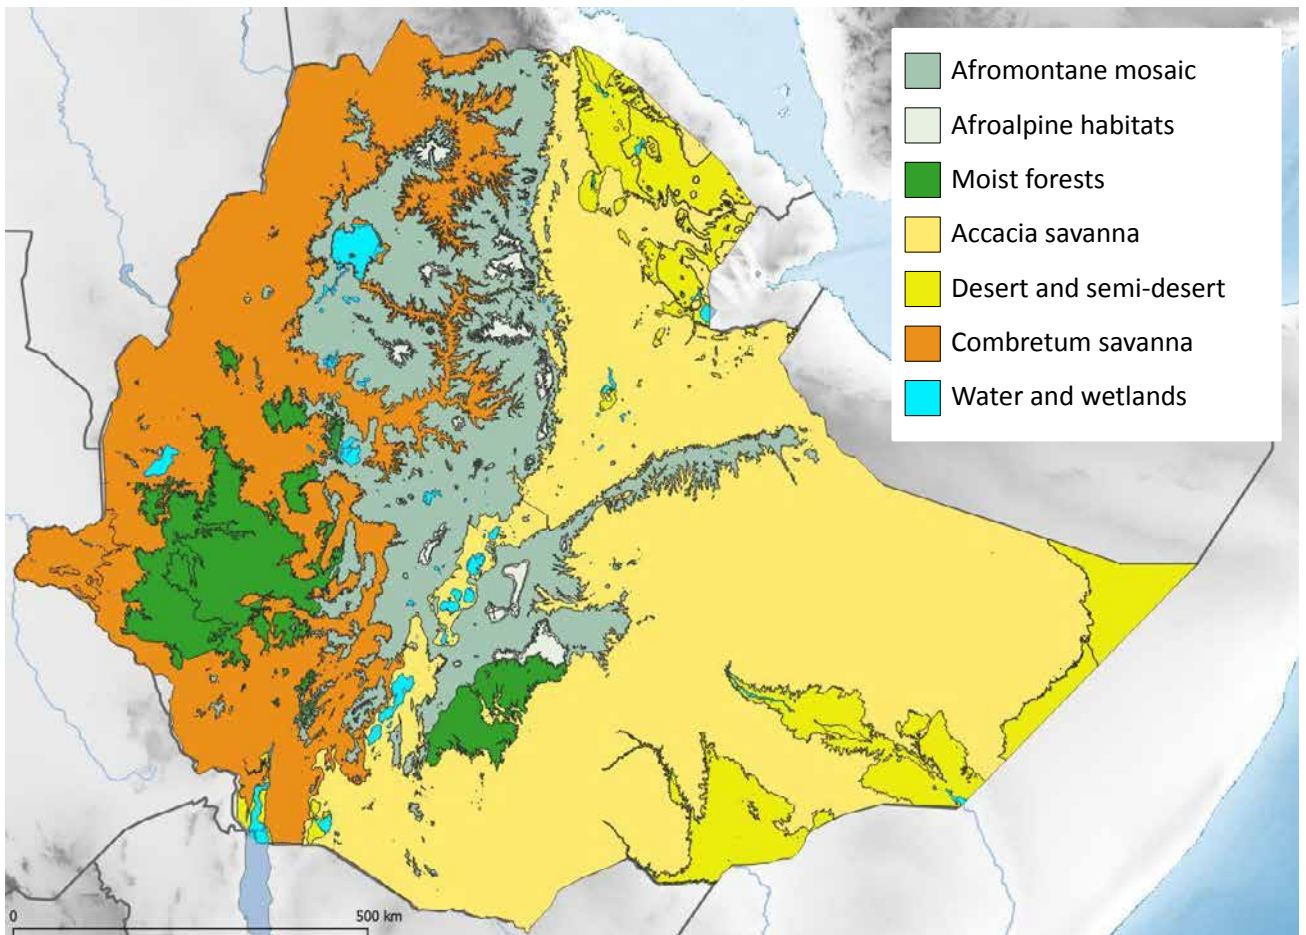 Afromontane mosaic
Afroalpine habitats
Moist forests
Accacia savanna
Desert and semi-desert
Combretum savanna
Water and wetlands
0 500 km